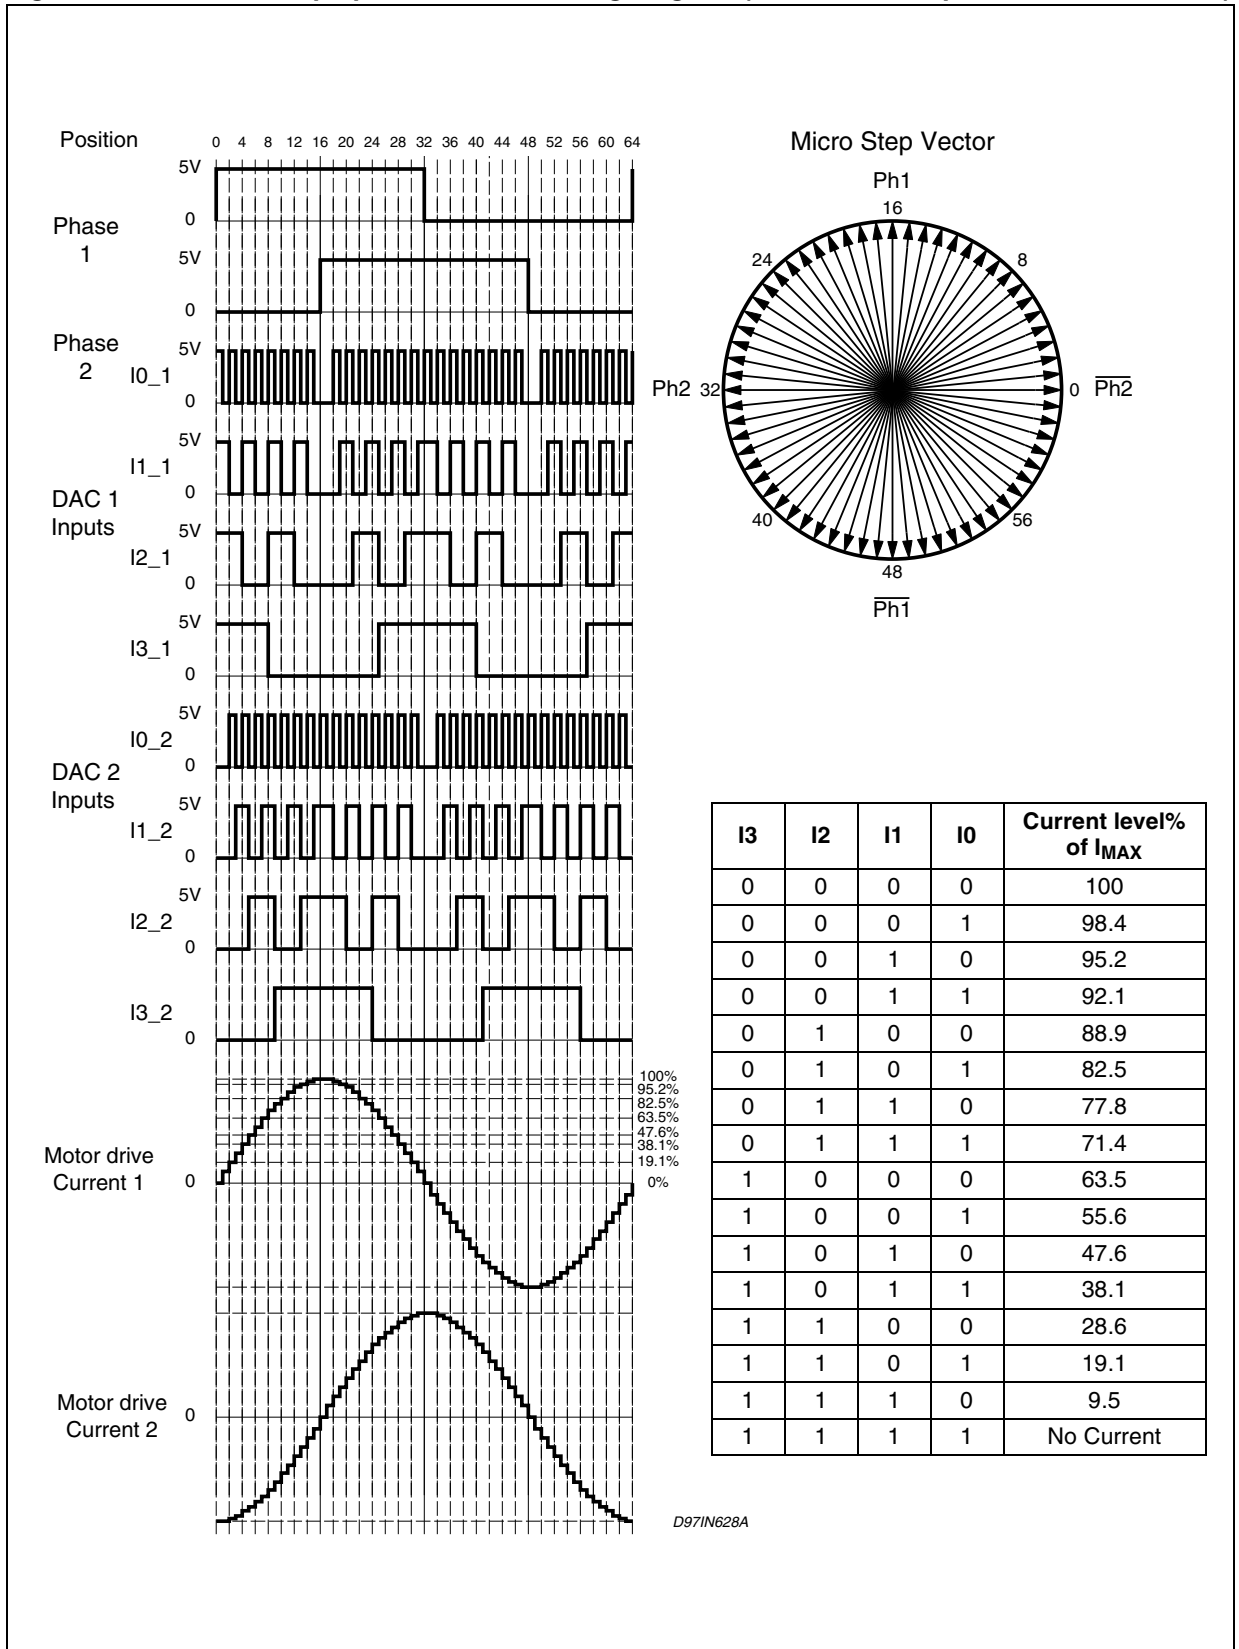 Position
0 4 8 12 16 20 24 28 32 36 40 44 48 52 56 60 64
5V
0
Phase
1
5V
0
Phase
2
I0_1
5V
0
I1_1
5V
0
DAC 1
Inputs
I2_1
5V
0
I3_1
5V
0
I0_2
5V
0
DAC 2
Inputs
I1_2
5V
0
I2_2
5V
0
I3_2
0
100%
95.2%
82.5%
63.5%
47.6%
38.1%
19.1%
0%
Motor drive
Current 1
0
Motor drive
Current 2
0
Micro Step Vector
Ph1
16
24
8
Ph2 32
0 P̅h̅2̅
40
56
48
P̅h̅1̅
I3 I2 I1 I0 Current level%
of IMAX
0 0 0 0 100
0 0 0 1 98.4
0 0 1 0 95.2
0 0 1 1 92.1
0 1 0 0 88.9
0 1 0 1 82.5
0 1 1 0 77.8
0 1 1 1 71.4
1 0 0 0 63.5
1 0 0 1 55.6
1 0 1 0 47.6
1 0 1 1 38.1
1 1 0 0 28.6
1 1 0 1 19.1
1 1 1 0 9.5
1 1 1 1 No Current
D97IN628A